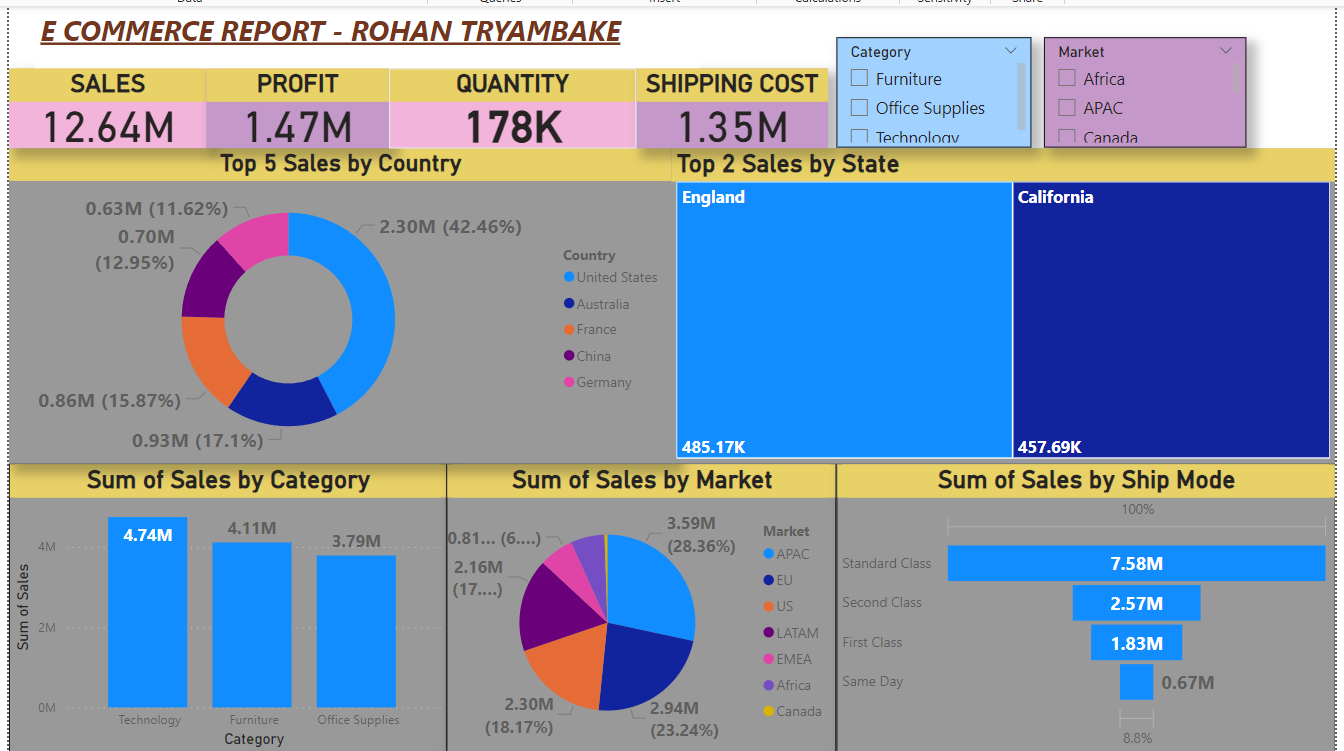 Data Queries Insert Calculations Sensitivity Share
E COMMERCE REPORT - ROHAN TRYAMBAKE
SALES
12.64M
PROFIT
1.47M
QUANTITY
178K
SHIPPING COST
1.35M
Category
Furniture
Office Supplies
Technology
Market
Africa
APAC
Canada
Top 5 Sales by Country
0.63M (11.62%)
2.30M (42.46%)
0.70M
(12.95%)
0.86M (15.87%)
0.93M (17.1%)
Country
United States
Australia
France
China
Germany
Top 2 Sales by State
England
485.17K
California
457.69K
Sum of Sales by Category
Sum of Sales
4M
2M
0M
4.74M
4.11M
3.79M
Technology
Furniture
Office Supplies
Category
Sum of Sales by Market
3.59M
(28.36%)
0.81... (6....)
2.16M
(17....)
2.30M
(18.17%)
2.94M
(23.24%)
Market
APAC
EU
US
LATAM
EMEA
Africa
Canada
Sum of Sales by Ship Mode
100%
Standard Class
7.58M
Second Class
2.57M
First Class
1.83M
Same Day
0.67M
8.8%